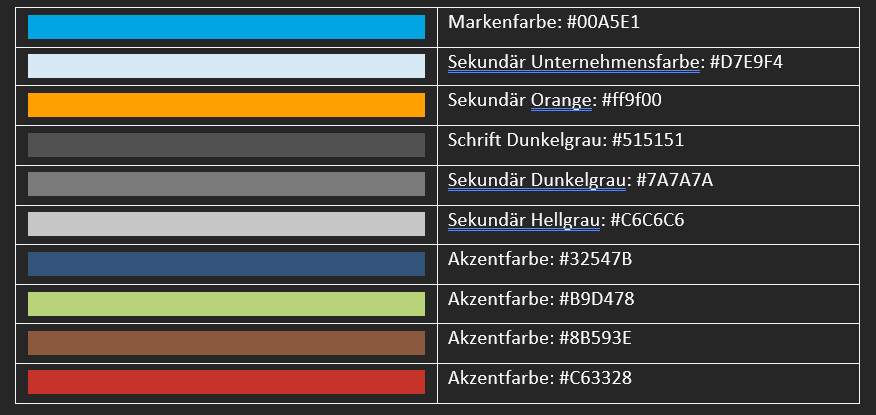 Markenfarbe: #00A5E1
Sekundär Unternehmensfarbe: #D7E9F4
Sekundär Orange: #ff9f00
Schrift Dunkelgrau: #515151
Sekundär Dunkelgrau: #7A7A7A
Sekundär Hellgrau: #C6C6C6
Akzentfarbe: #32547B
Akzentfarbe: #B9D478
Akzentfarbe: #8B593E
Akzentfarbe: #C63328